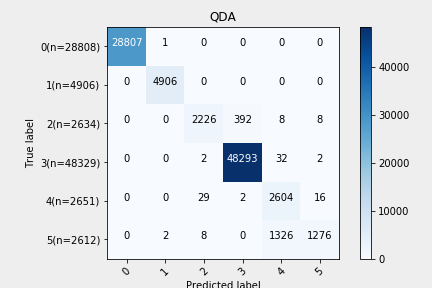 QDA
0(n=28808) 28807 1 0 0 0 0
1(n=4906) 0 4906 0 0 0 0
2(n=2634) 0 0 2226 392 8 8
3(n=48329) 0 0 2 48293 32 2
4(n=2651) 0 0 29 2 2604 16
5(n=2612) 0 2 8 0 1326 1276
True label
0 1 2 3 4 5
Predicted label
40000
30000
20000
10000
0